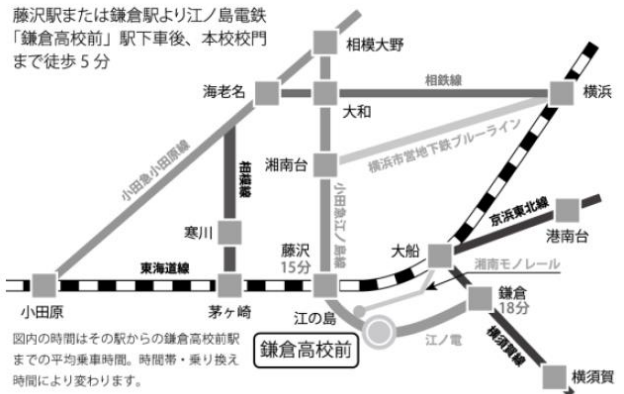 藤沢駅または鎌倉駅より江ノ島電鉄
「鎌倉高校前」駅下車後、本校校門
まで徒歩5分
相模大野
海老名
相鉄線
横浜
大和
小田急小田原線
相模線
湘南台
横浜市営地下鉄ブルーライン
小田急江ノ島線
京浜東北線
寒川
港南台
藤沢
15分
大船
東海道線
湘南モノレール
小田原
茅ヶ崎
江の島
鎌倉
18分
江ノ電
鎌倉高校前
横須賀線
横須賀
図内の時間はその駅からの鎌倉高校前駅
までの平均乗車時間。時間帯・乗り換え
時間により変わります。